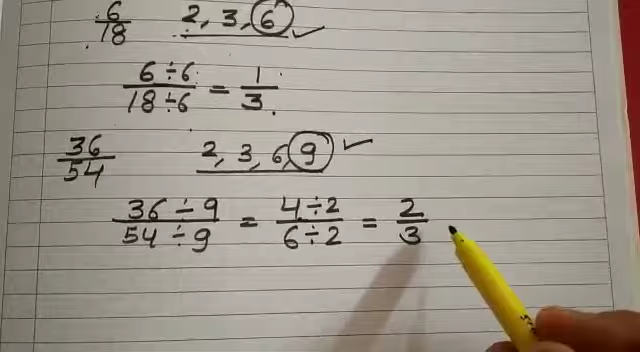 6/18 2, 3, 6 ✓
6÷6/18÷6 = 1/3
36/54 2, 3, 6, 9 ✓
36÷9/54÷9 = 4÷2/6÷2 = 2/3